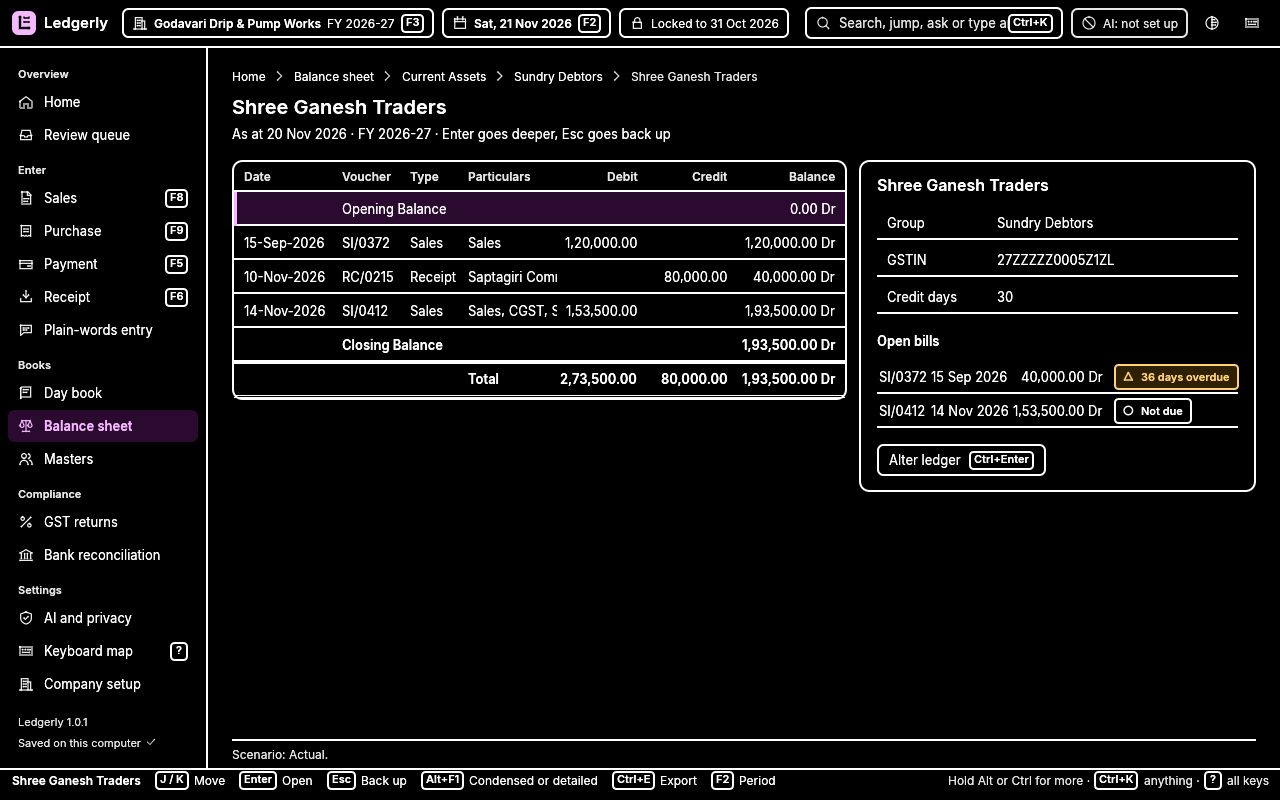 Ledgerly
Godavari Drip & Pump Works FY 2026-27 F3
Sat, 21 Nov 2026 F2
Locked to 31 Oct 2026
Search, jump, ask or type a Ctrl+K
AI: not set up
Overview
Home
Review queue
Enter
Sales F8
Purchase F9
Payment F5
Receipt F6
Plain-words entry
Books
Day book
Balance sheet
Masters
Compliance
GST returns
Bank reconciliation
Settings
AI and privacy
Keyboard map ?
Company setup
Ledgerly 1.0.1
Saved on this computer
Home Balance sheet Current Assets Sundry Debtors Shree Ganesh Traders
Shree Ganesh Traders
As at 20 Nov 2026 · FY 2026-27 · Enter goes deeper, Esc goes back up
Date Voucher Type Particulars Debit Credit Balance
Opening Balance 0.00 Dr
15-Sep-2026 SI/0372 Sales Sales 1,20,000.00 1,20,000.00 Dr
10-Nov-2026 RC/0215 Receipt Saptagiri 80,000.00 40,000.00 Dr
14-Nov-2026 SI/0412 Sales Sales, CGST, 1,53,500.00 1,93,500.00 Dr
Closing Balance 1,93,500.00 Dr
Total 2,73,500.00 80,000.00 1,93,500.00 Dr
Shree Ganesh Traders
Group Sundry Debtors
GSTIN 27ZZZZZ0005Z1ZL
Credit days 30
Open bills
SI/0372 15 Sep 2026 40,000.00 Dr 36 days overdue
SI/0412 14 Nov 2026 1,53,500.00 Dr Not due
Alter ledger Ctrl+Enter
Scenario: Actual.
Shree Ganesh Traders J / K Move Enter Open Esc Back up Alt+F1 Condensed or detailed Ctrl+E Export F2 Period
Hold Alt or Ctrl for more · Ctrl+K anything · ? all keys